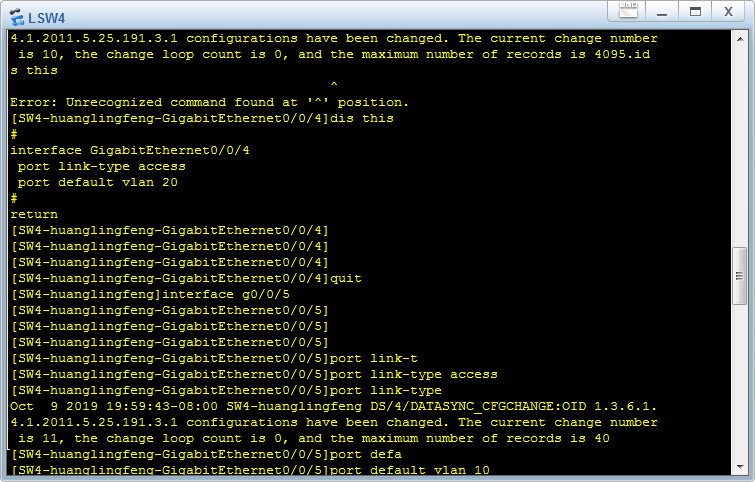 LSW4
4.1.2011.5.25.191.3.1 configurations have been changed. The current change number
 is 10, the change loop count is 0, and the maximum number of records is 4095.id
s this
^
Error: Unrecognized command found at '^' position.
[SW4-huanglingfeng-GigabitEthernet0/0/4]dis this
#
interface GigabitEthernet0/0/4
 port link-type access
 port default vlan 20
#
return
[SW4-huanglingfeng-GigabitEthernet0/0/4]
[SW4-huanglingfeng-GigabitEthernet0/0/4]
[SW4-huanglingfeng-GigabitEthernet0/0/4]
[SW4-huanglingfeng-GigabitEthernet0/0/4]quit
[SW4-huanglingfeng]interface g0/0/5
[SW4-huanglingfeng-GigabitEthernet0/0/5]
[SW4-huanglingfeng-GigabitEthernet0/0/5]
[SW4-huanglingfeng-GigabitEthernet0/0/5]
[SW4-huanglingfeng-GigabitEthernet0/0/5]port link-t
[SW4-huanglingfeng-GigabitEthernet0/0/5]port link-type access
[SW4-huanglingfeng-GigabitEthernet0/0/5]port link-type
Oct  9 2019 19:59:43-08:00 SW4-huanglingfeng DS/4/DATASYNC_CFGCHANGE:OID 1.3.6.1.
4.1.2011.5.25.191.3.1 configurations have been changed. The current change number
 is 11, the change loop count is 0, and the maximum number of records is 40
[SW4-huanglingfeng-GigabitEthernet0/0/5]port defa
[SW4-huanglingfeng-GigabitEthernet0/0/5]port default vlan 10